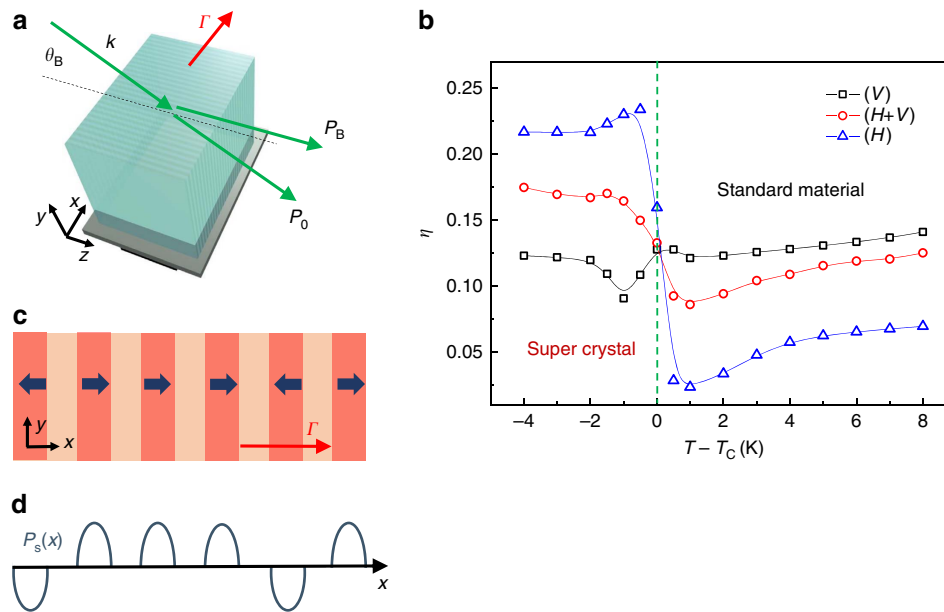 a
Γ
k
θB
PB
P0
y
x
z
b
0.25
0.20
0.15
0.10
0.05
η
(V)
(H+V)
(H)
Standard material
Super crystal
−4 −2 0 2 4 6 8
T − TC (K)
c
y
x
Γ
d
Ps(x)
x